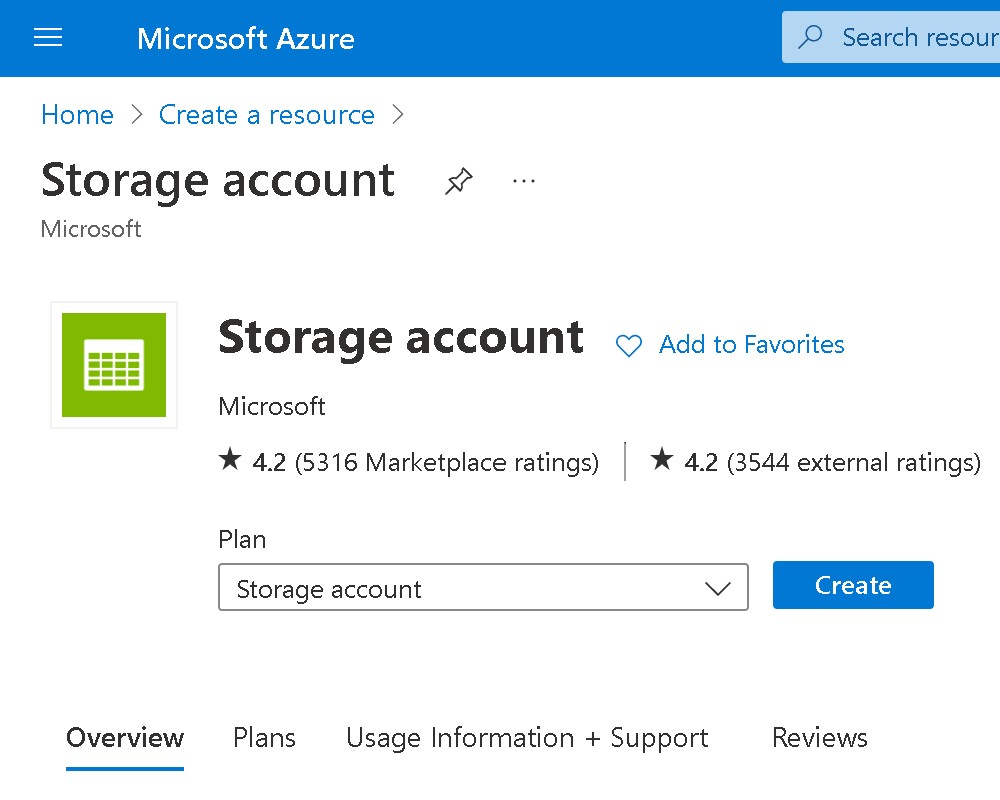 Microsoft Azure
Search resour
Home > Create a resource >
Storage account ...
Microsoft
Storage account Add to Favorites
Microsoft
★ 4.2 (5316 Marketplace ratings) | ★ 4.2 (3544 external ratings)
Plan
Storage account
Create
Overview Plans Usage Information + Support Reviews